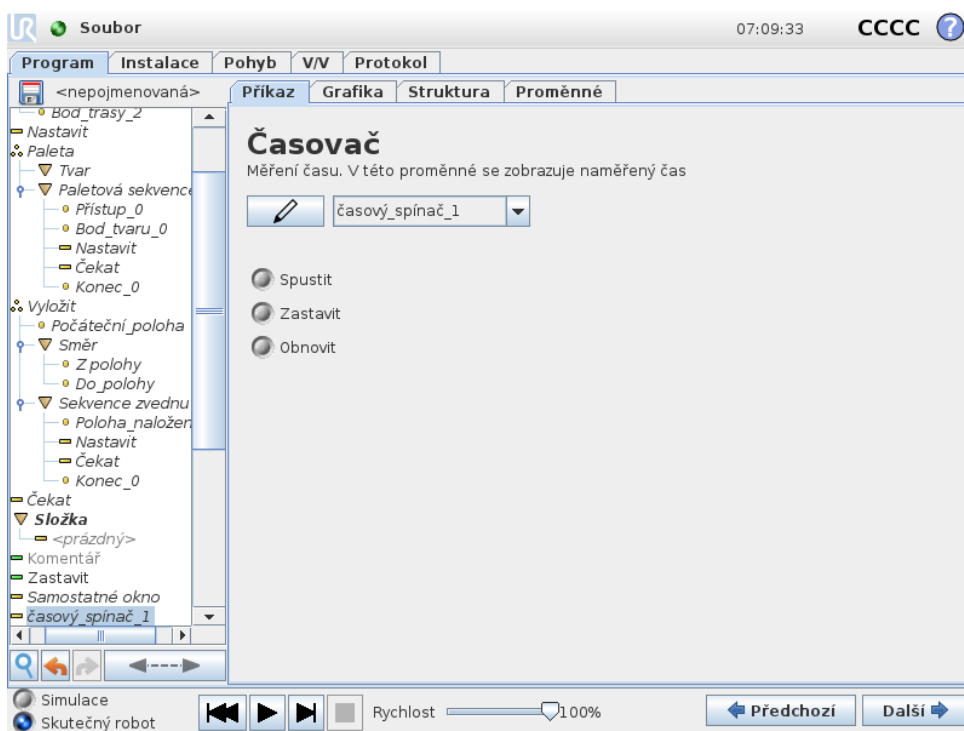 UR Soubor 07:09:33 CCCC ?
Program Instalace Pohyb V/V Protokol
<nepojmenovaná> Příkaz Grafika Struktura Proměnné
Bod_trasy_2
Nastavit
Paleta
Tvar
Paletová sekvence
Přístup_0
Bod_tvaru_0
Nastavit
Čekat
Konec_0
Vyložit
Počáteční_poloha
Směr
Z polohy
Do_polohy
Sekvence zvednu
Poloha_naložen
Nastavit
Čekat
Konec_0
Čekat
Složka
<prázdný>
Komentář
Zastavit
Samostatné okno
časový_spínač_1
Časovač
Měření času. V této proměnné se zobrazuje naměřený čas
časový_spínač_1
Spustit
Zastavit
Obnovit
Simulace
Skutečný robot
Rychlost 100%
Předchozí Další